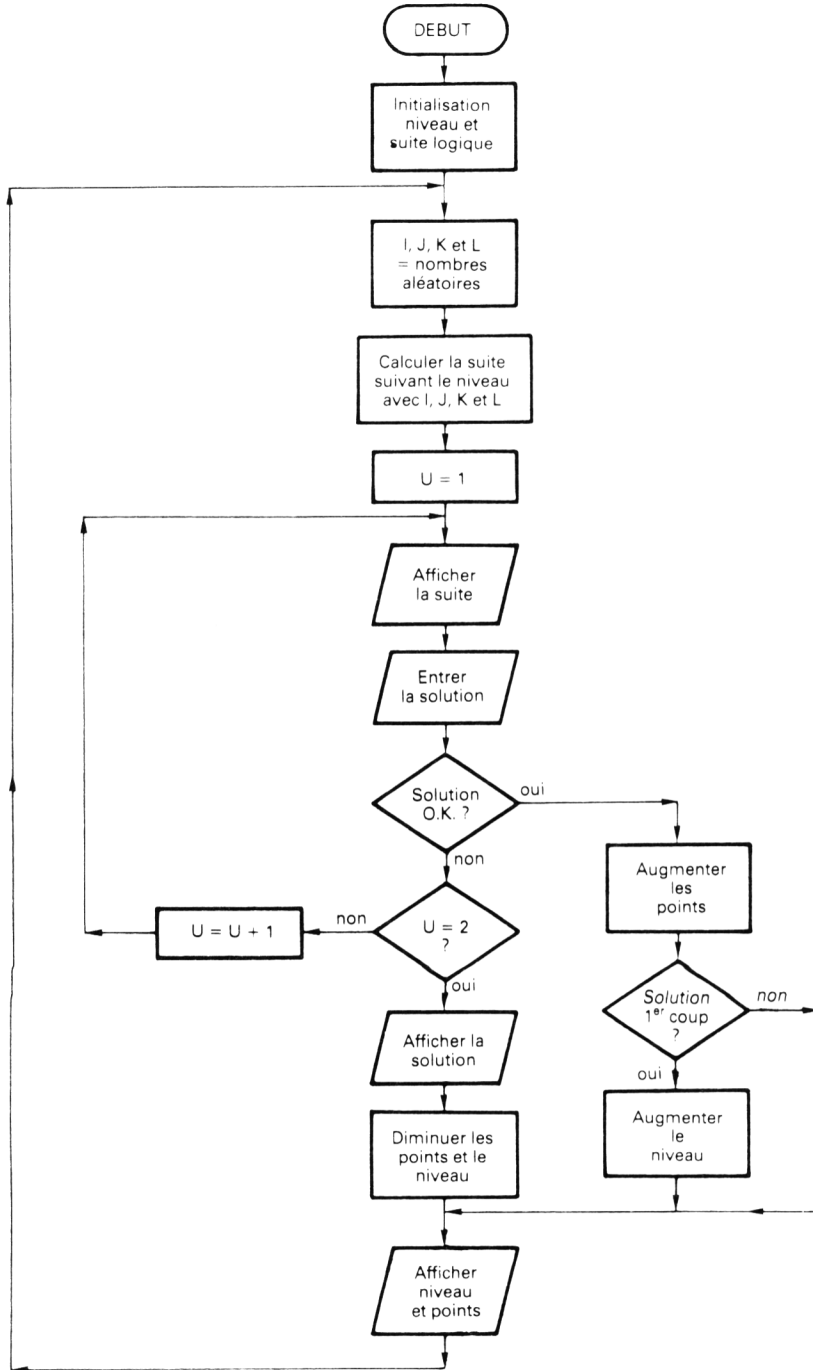 DEBUT
Initialisation
niveau et
suite logique
I, J, K et L
= nombres
aléatoires
Calculer la suite
suivant le niveau
avec I, J, K et L
U = 1
Afficher
la suite
Entrer
la solution
Solution
O.K. ?
oui
non
Augmenter
les
points
U = 2
?
non
U = U + 1
oui
Solution
1er coup
?
non
oui
Afficher la
solution
Augmenter
le
niveau
Diminuer les
points et le
niveau
Afficher
niveau
et points